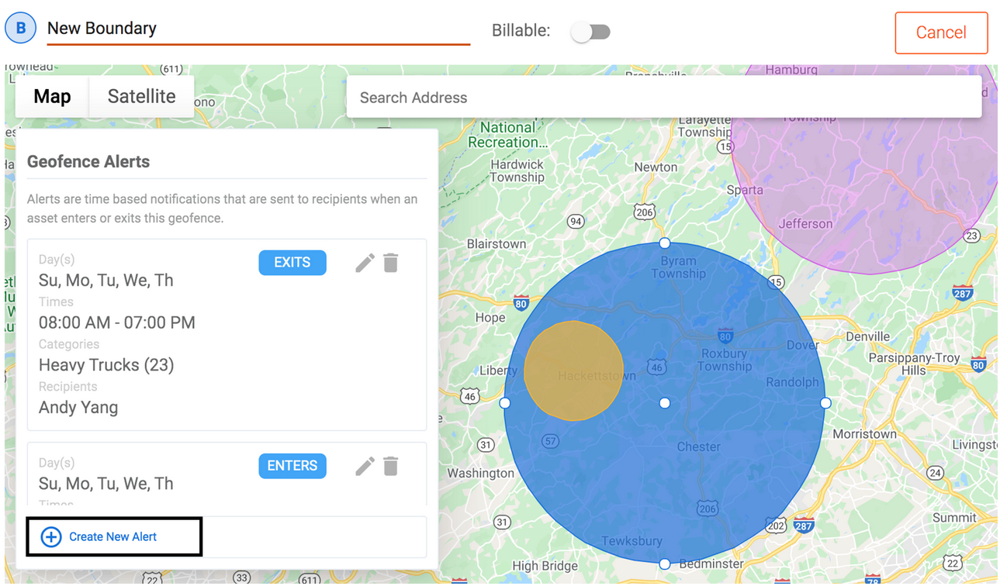 B
New Boundary
Billable:
Cancel
Map
Satellite
Search Address
Geofence Alerts
Alerts are time based notifications that are sent to recipients when an
asset enters or exits this geofence.
Day(s)
Su, Mo, Tu, We, Th
EXITS
Times
08:00 AM - 07:00 PM
Categories
Heavy Trucks (23)
Recipients
Andy Yang
Day(s)
Su, Mo, Tu, We, Th
ENTERS
Times
Create New Alert
611
ono
Hamburg
Township
Branchville
Lafayette
Township
15
National
Recreation...
Hardwick
Township
Newton
Sparta
206
94
Jefferson
23
Blairstown
Byram
Township
15
287
80
Hope
80
Dover
Denville
Roxbury
Township
Parsippany-Troy
Hills
80
Liberty
Hackettstown
46
Randolph
46
57
31
Chester
Morristown
Livingst
Washington
24
206
31
202
287
Summit
Tewksbury
High Bridge
Bedminster
22
22
33
611
78